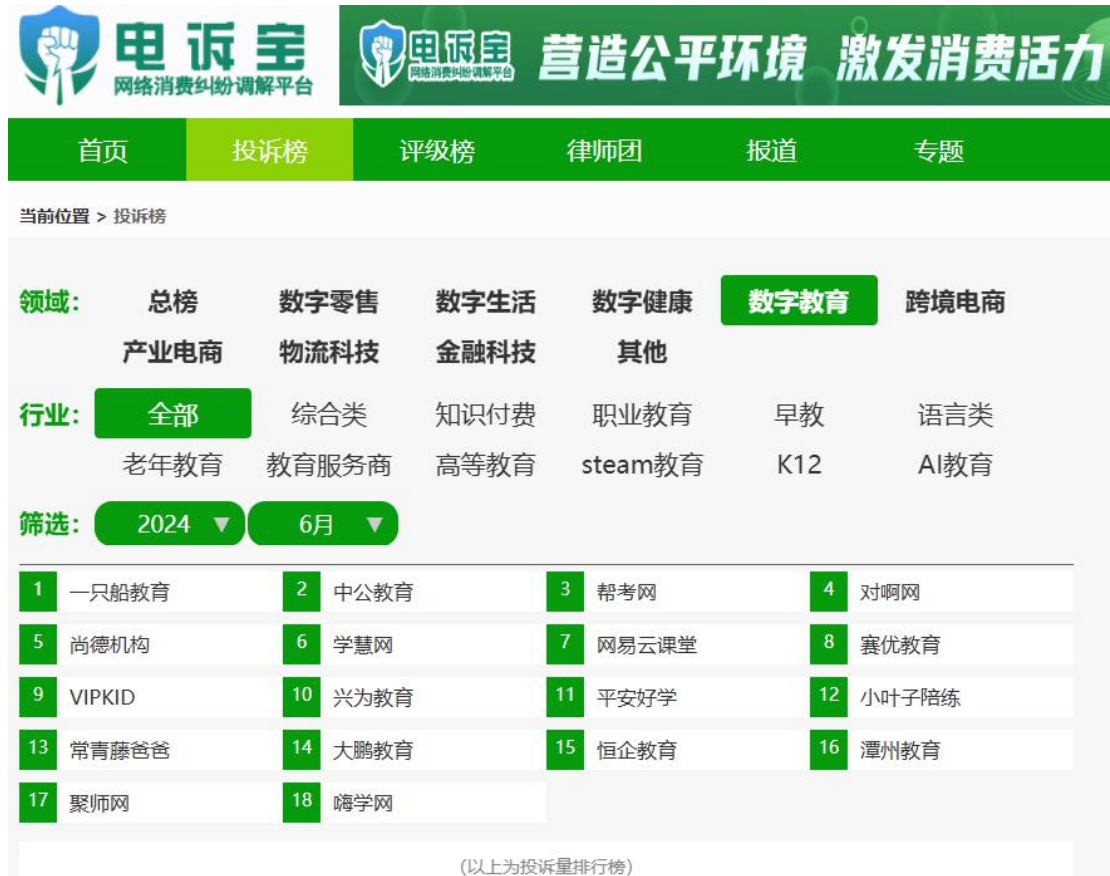 电诉宝
网络消费纠纷调解平台
电诉宝
网络消费纠纷调解平台
营造公平环境 激发消费活力
首页 投诉榜 评级榜 律师团 报道 专题
当前位置 > 投诉榜
领域： 总榜 数字零售 数字生活 数字健康 数字教育 跨境电商
产业电商 物流科技 金融科技 其他
行业： 全部 综合类 知识付费 职业教育 早教 语言类
老年教育 教育服务商 高等教育 steam教育 K12 AI教育
筛选： 2024 ▼ 6月 ▼
1 一只船教育 2 中公教育 3 帮考网 4 对啊网
5 尚德机构 6 学慧网 7 网易云课堂 8 赛优教育
9 VIPKID 10 兴为教育 11 平安好学 12 小叶子陪练
13 常青藤爸爸 14 大鹏教育 15 恒企教育 16 潭州教育
17 聚师网 18 嗨学网
(以上为投诉量排行榜)